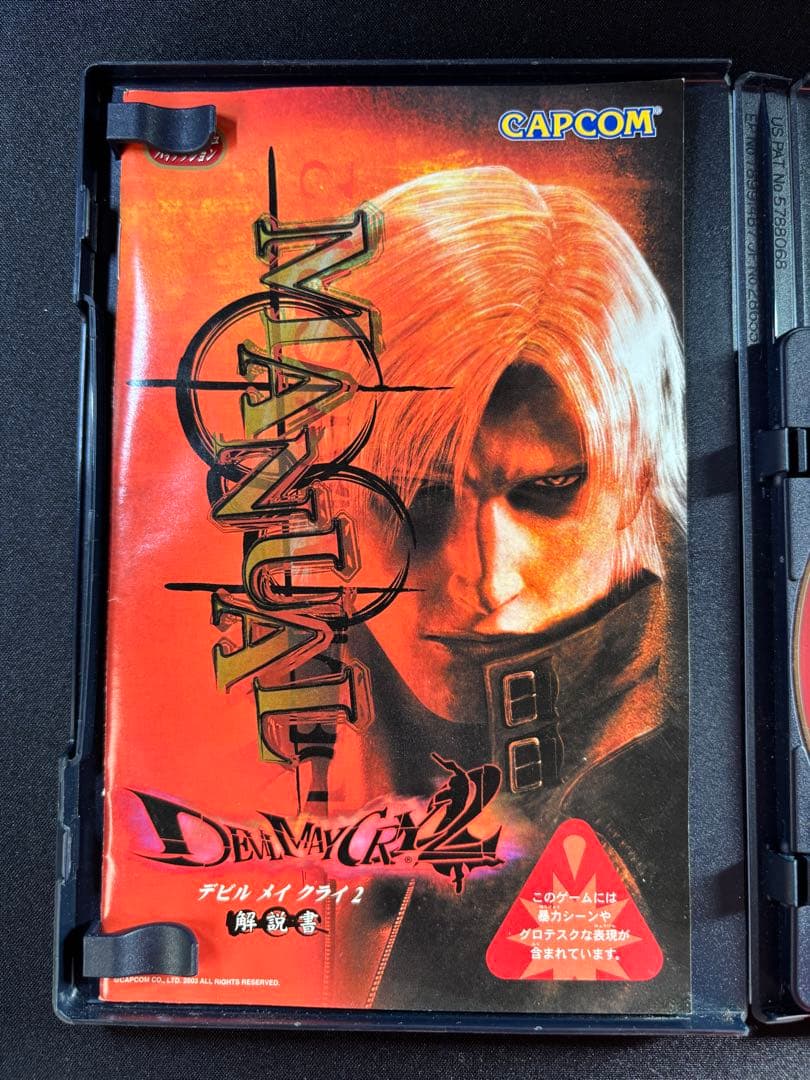 CAPCOM®
MANUAL
DEVIL MAY CRY® 2
デビル メイ クライ 2
解説書
このゲームには
暴力シーンや
グロテスクな表現が
含まれています。
©CAPCOM CO., LTD. 2003 ALL RIGHTS RESERVED.
US PAT No 5,788,068